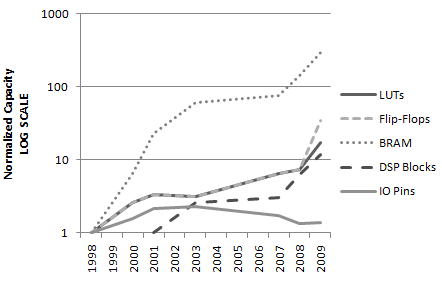 Normalized Capacity
LOG SCALE
1000
100
10
1
1998
1999
2000
2001
2002
2003
2004
2005
2006
2007
2008
2009
LUTs
Flip-Flops
BRAM
DSP Blocks
IO Pins